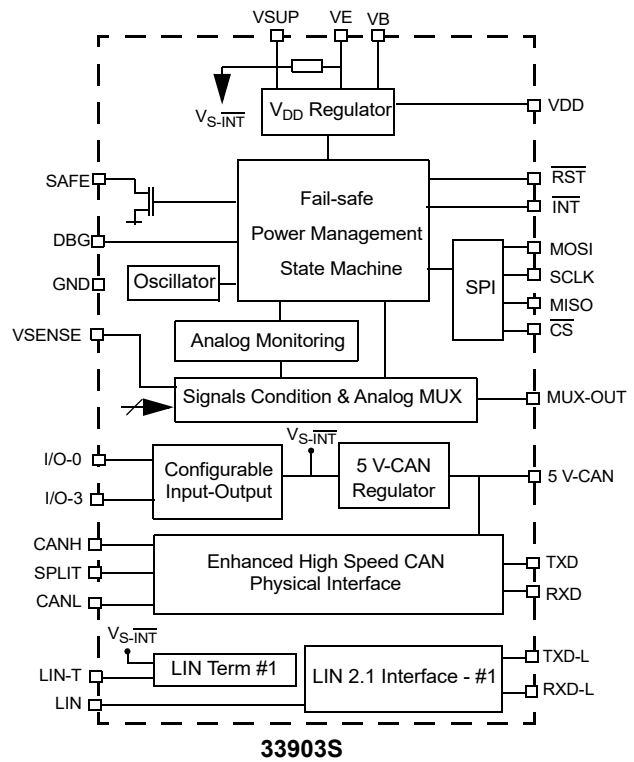 VSUP VE VB
VS-INT
VDD Regulator
VDD
SAFE
Fail-safe
Power Management
State Machine
RST
INT
DBG
GND
Oscillator
SPI
MOSI
SCLK
MISO
CS
VSENSE
Analog Monitoring
Signals Condition & Analog MUX
MUX-OUT
VS-INT
I/O-0
I/O-3
Configurable
Input-Output
5 V-CAN
Regulator
5 V-CAN
CANH
SPLIT
CANL
Enhanced High Speed CAN
Physical Interface
TXD
RXD
VS-INT
LIN-T
LIN
LIN Term #1
LIN 2.1 Interface - #1
TXD-L
RXD-L
33903S